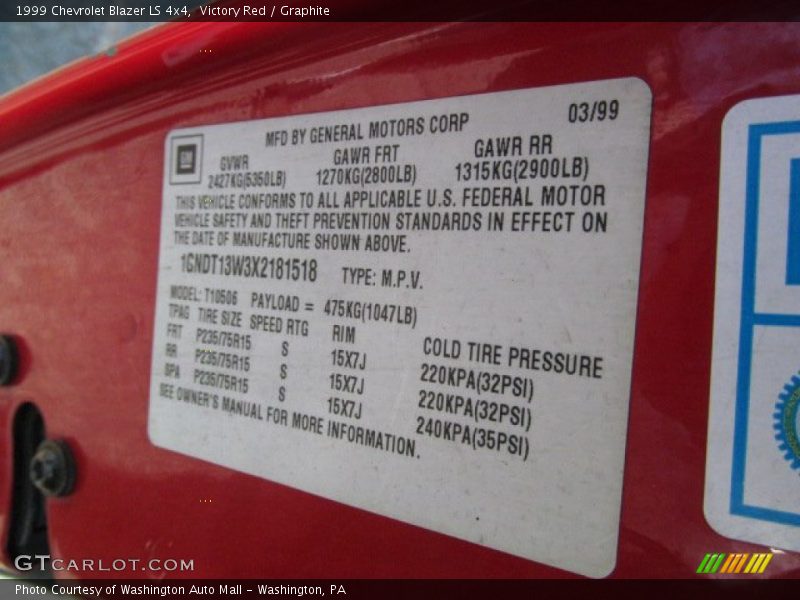 1999 Chevrolet Blazer LS 4x4, Victory Red / Graphite
03/99
MFD BY GENERAL MOTORS CORP
GM
GVWR GAWR FRT GAWR RR
2427KG(5350LB) 1270KG(2800LB) 1315KG(2900LB)
THIS VEHICLE CONFORMS TO ALL APPLICABLE U.S. FEDERAL MOTOR
VEHICLE SAFETY AND THEFT PREVENTION STANDARDS IN EFFECT ON
THE DATE OF MANUFACTURE SHOWN ABOVE.
1GNDT13W3X2181518 TYPE: M.P.V.
MODEL: T10506 PAYLOAD = 475KG(1047LB)
TPAG TIRE SIZE SPEED RTG RIM COLD TIRE PRESSURE
FRT P235/75R15 S 15X7J 220KPA(32PSI)
RR P235/75R15 S 15X7J 220KPA(32PSI)
SPA P235/75R15 S 15X7J 240KPA(35PSI)
SEE OWNER'S MANUAL FOR MORE INFORMATION.
GTCARLOT.COM
Photo Courtesy of Washington Auto Mall - Washington, PA